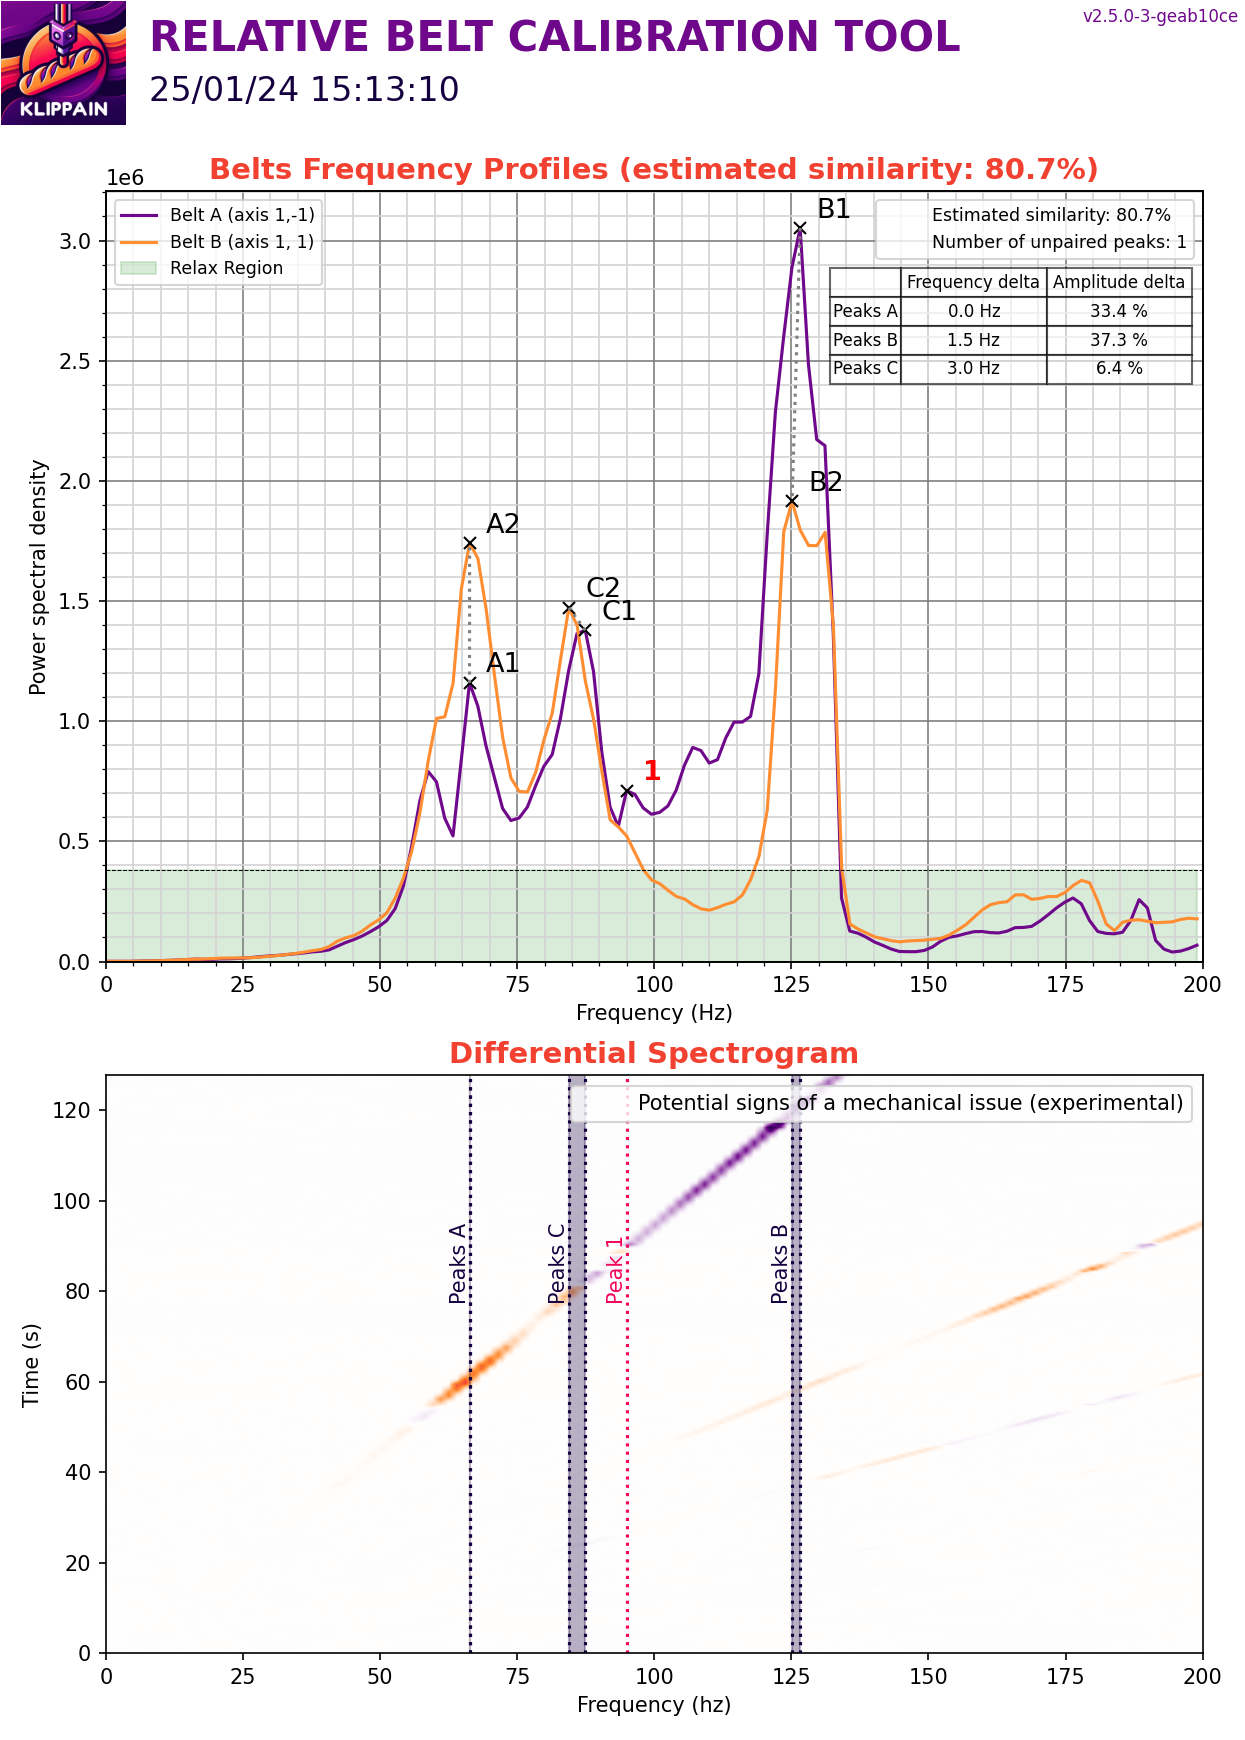 v2.5.0-3-geab10ce
RELATIVE BELT CALIBRATION TOOL
25/01/24 15:13:10
KLIPPAIN
Belts Frequency Profiles (estimated similarity: 80.7%)
1e6
Belt A (axis 1,-1)
Belt B (axis 1, 1)
Relax Region
Estimated similarity: 80.7%
Number of unpaired peaks: 1
Frequency delta Amplitude delta
Peaks A 0.0 Hz 33.4 %
Peaks B 1.5 Hz 37.3 %
Peaks C 3.0 Hz 6.4 %
B1
B2
A2
C2
C1
A1
1
Power spectral density
3.0
2.5
2.0
1.5
1.0
0.5
0.0
0 25 50 75 100 125 150 175 200
Frequency (Hz)
Differential Spectrogram
Potential signs of a mechanical issue (experimental)
Peaks A
Peaks C
Peak 1
Peaks B
Time (s)
120
100
80
60
40
20
0
0 25 50 75 100 125 150 175 200
Frequency (hz)